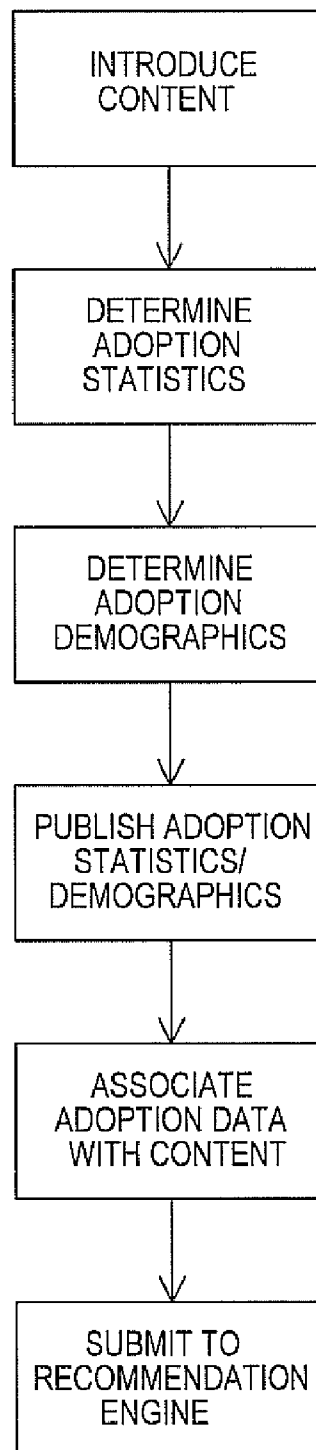 INTRODUCE
CONTENT
DETERMINE
ADOPTION
STATISTICS
DETERMINE
ADOPTION
DEMOGRAPHICS
PUBLISH ADOPTION
STATISTICS/
DEMOGRAPHICS
ASSOCIATE
ADOPTION DATA
WITH CONTENT
SUBMIT TO
RECOMMENDATION
ENGINE